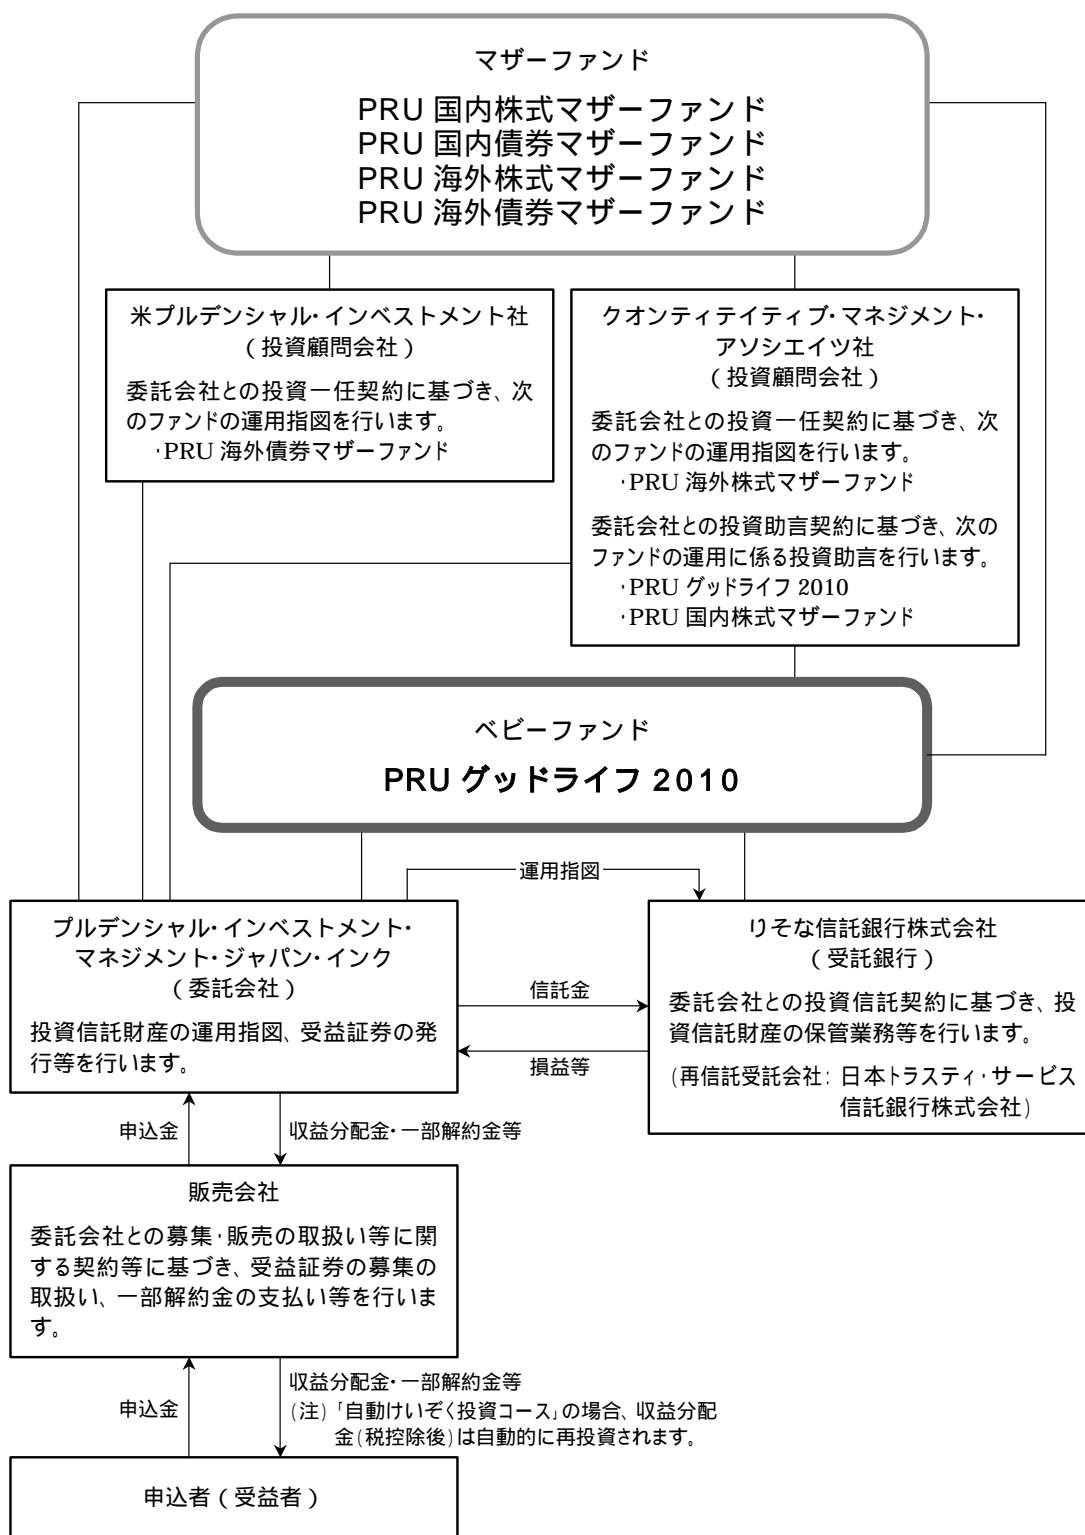 マザーファンド
PRU 国内株式マザーファンド
PRU 国内債券マザーファンド
PRU 海外株式マザーファンド
PRU 海外債券マザーファンド
米プルデンシャル・インベストメント社
（投資顧問会社）
委託会社との投資一任契約に基づき、次
のファンドの運用指図を行います。
・PRU 海外債券マザーファンド
クオンティテイティブ・マネジメント・
アソシエイツ社
（投資顧問会社）
委託会社との投資一任契約に基づき、次
のファンドの運用指図を行います。
・PRU 海外株式マザーファンド
委託会社との投資助言契約に基づき、次の
ファンドの運用に係る投資助言を行います。
・PRU グッドライフ 2010
・PRU 国内株式マザーファンド
ベビーファンド
PRU グッドライフ 2010
運用指図
プルデンシャル・インベストメント・
マネジメント・ジャパン・インク
（委託会社）
投資信託財産の運用指図、受益証券の発
行等を行います。
信託金
損益等
りそな信託銀行株式会社
（受託銀行）
委託会社との投資信託契約に基づき、投
資信託財産の保管業務等を行います。
（再信託受託会社：日本トラスティ・サービス
信託銀行株式会社）
申込金
収益分配金・一部解約金等
販売会社
委託会社との募集・販売の取扱い等に関
する契約等に基づき、受益証券の募集の
取扱い、一部解約金の支払い等を行いま
す。
申込金
収益分配金・一部解約金等
（注）「自動けいぞく投資コース」の場合、収益分配
金（税控除後）は自動的に再投資されます。
申込者（受益者）